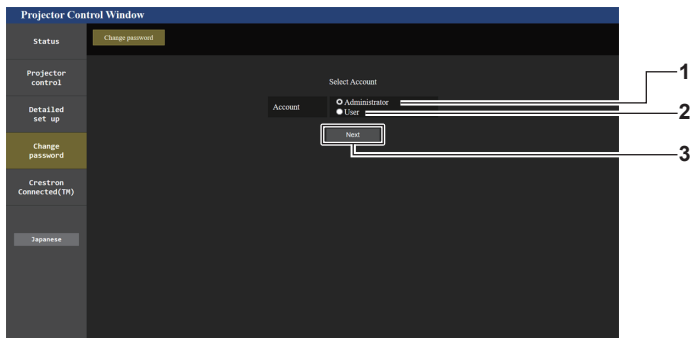 Projector Control Window
Status
Change password
Projector
control
Select Account
Account
Administrator
User
Next
Detailed
set up
Change
password
Crestron
Connected(TM)
Japanese
1
2
3